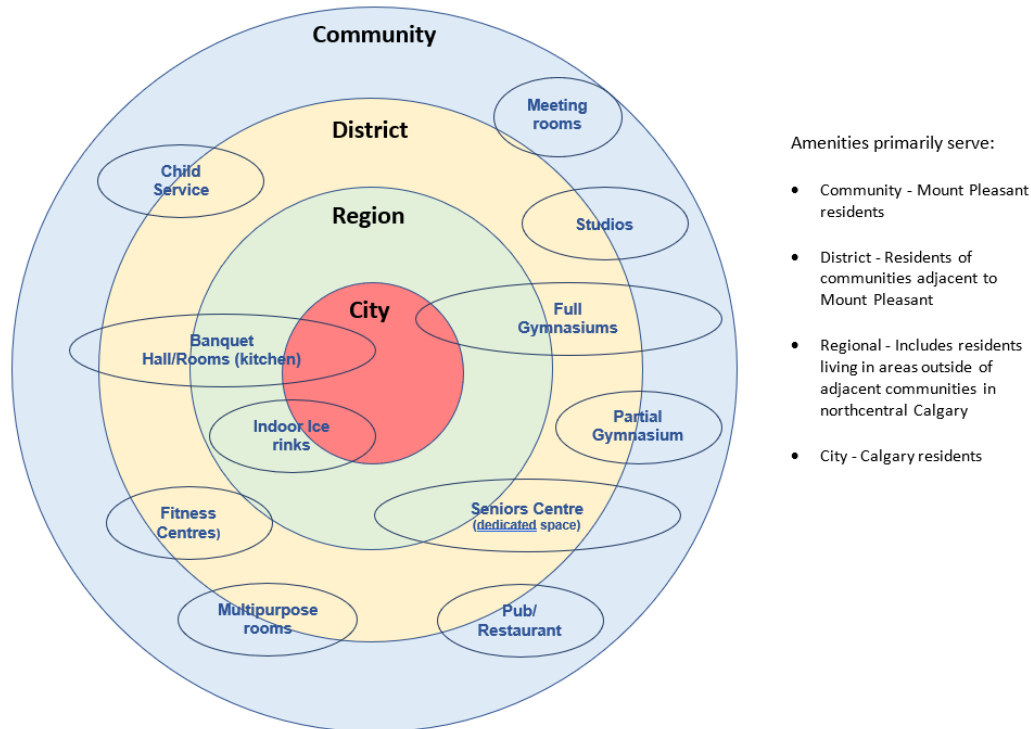 Community
Meeting
rooms
District
Child
Service
Region
Studios
City
Full
Gymnasiums
Banquet
Hall/Rooms (kitchen)
Partial
Gymnasium
Indoor Ice
rinks
Seniors Centre
(dedicated space)
Fitness
Centres)
Multipurpose
rooms
Pub/
Restaurant
Amenities primarily serve:
• Community - Mount Pleasant
residents
• District - Residents of
communities adjacent to
Mount Pleasant
• Regional - Includes residents
living in areas outside of
adjacent communities in
northcentral Calgary
• City - Calgary residents